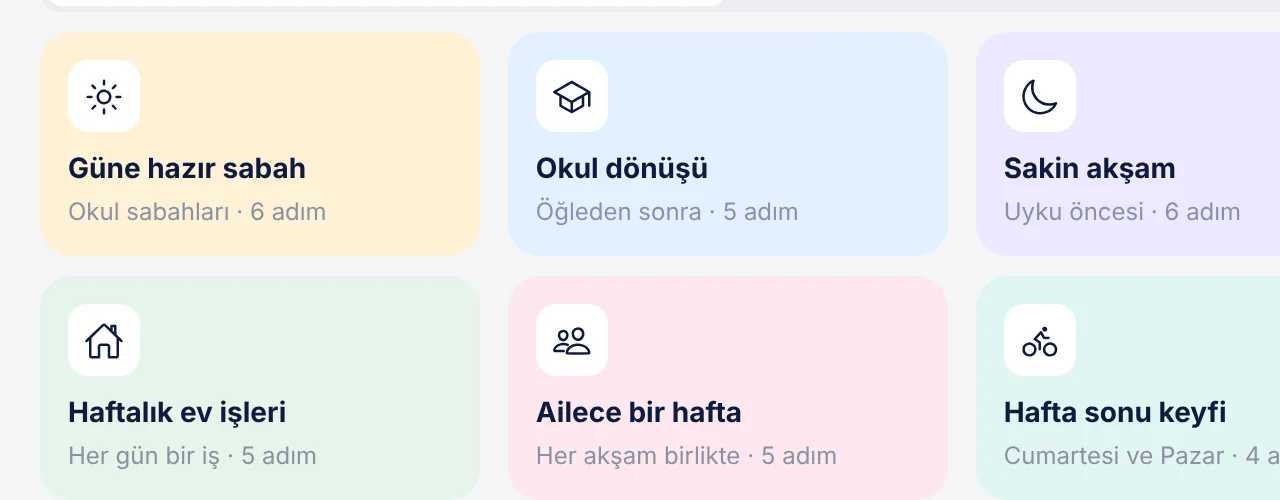 Güne hazır sabah
Okul sabahları · 6 adım
Okul dönüşü
Öğleden sonra · 5 adım
Sakin akşam
Uyku öncesi · 6 adım
Haftalık ev işleri
Her gün bir iş · 5 adım
Ailece bir hafta
Her akşam birlikte · 5 adım
Hafta sonu keyfi
Cumartesi ve Pazar · 4